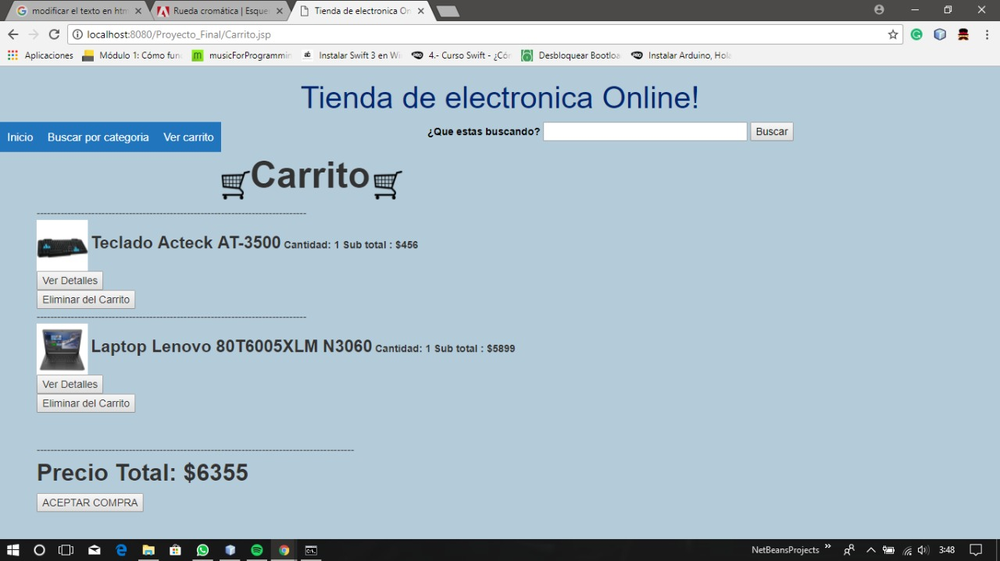 modificar el texto en htm
Rueda cromática | Esque
Tienda de electronica On
localhost:8080/Proyecto_Final/Carrito.jsp
Aplicaciones
Módulo 1: Cómo fun
musicForProgrammin
Instalar Swift 3 en Wi
4.- Curso Swift - ¿Cór
Desbloquear Bootloa
Instalar Arduino, Hola
Tienda de electronica Online!
Inicio Buscar por categoria Ver carrito
¿Que estas buscando? Buscar
Carrito
Teclado Acteck AT-3500 Cantidad: 1 Sub total : $456
Ver Detalles
Eliminar del Carrito
Laptop Lenovo 80T6005XLM N3060 Cantidad: 1 Sub total : $5899
Ver Detalles
Eliminar del Carrito
Precio Total: $6355
ACEPTAR COMPRA
NetBeansProjects
3:48